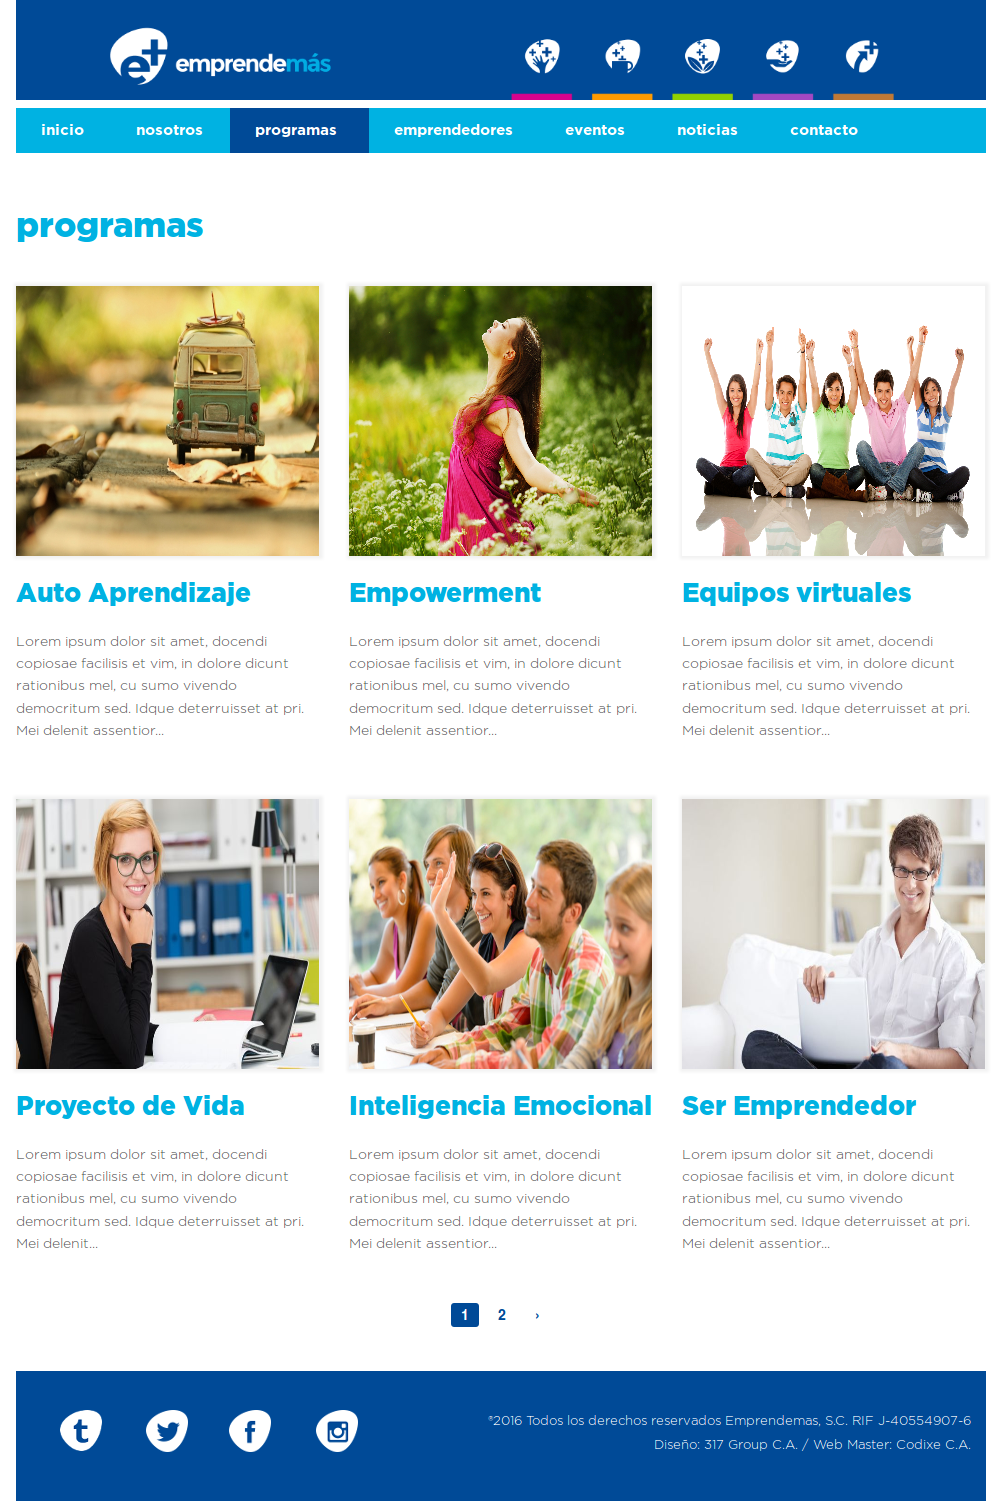 e+ emprendemás
inicio nosotros programas emprendedores eventos noticias contacto
programas
Auto Aprendizaje
Lorem ipsum dolor sit amet, docendi
copiosae facilisis et vim, in dolore dicunt
rationibus mel, cu sumo vivendo
democritum sed. Idque deterruisset at pri.
Mei delenit assentior...
Empowerment
Lorem ipsum dolor sit amet, docendi
copiosae facilisis et vim, in dolore dicunt
rationibus mel, cu sumo vivendo
democritum sed. Idque deterruisset at pri.
Mei delenit assentior...
Equipos virtuales
Lorem ipsum dolor sit amet, docendi
copiosae facilisis et vim, in dolore dicunt
rationibus mel, cu sumo vivendo
democritum sed. Idque deterruisset at pri.
Mei delenit assentior...
Proyecto de Vida
Lorem ipsum dolor sit amet, docendi
copiosae facilisis et vim, in dolore dicunt
rationibus mel, cu sumo vivendo
democritum sed. Idque deterruisset at pri.
Mei delenit...
Inteligencia Emocional
Lorem ipsum dolor sit amet, docendi
copiosae facilisis et vim, in dolore dicunt
rationibus mel, cu sumo vivendo
democritum sed. Idque deterruisset at pri.
Mei delenit assentior...
Ser Emprendedor
Lorem ipsum dolor sit amet, docendi
copiosae facilisis et vim, in dolore dicunt
rationibus mel, cu sumo vivendo
democritum sed. Idque deterruisset at pri.
Mei delenit assentior...
1 2 ›
®2016 Todos los derechos reservados Emprendemas, S.C. RIF J-40554907-6
Diseño: 317 Group C.A. / Web Master: Codixe C.A.